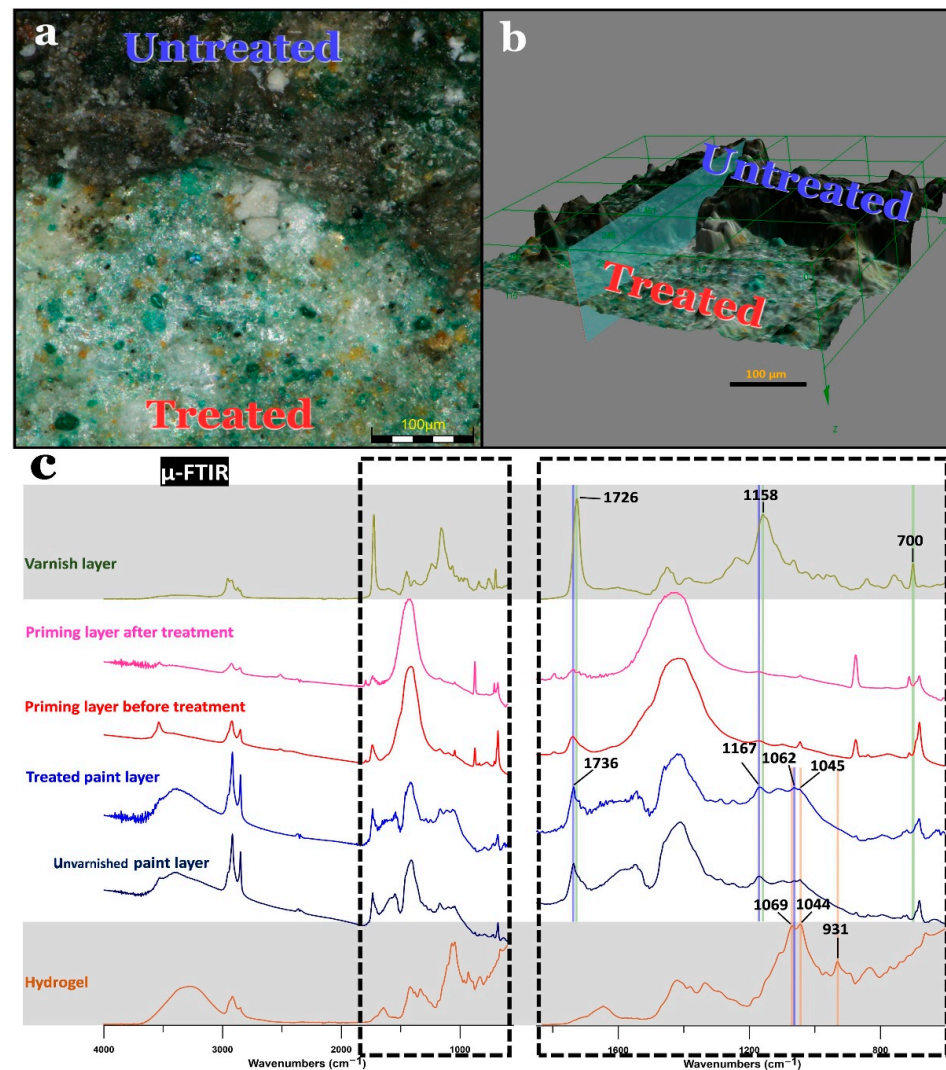 a
Untreated
Treated
100µm
b
Untreated
Treated
100 µm
z
c
µ-FTIR
Varnish layer
Priming layer after treatment
Priming layer before treatment
Treated paint layer
Unvarnished paint layer
Hydrogel
1726
1158
700
1736
1167
1062
1045
1069
1044
931
4000
3000
2000
1000
1600
1200
800
Wavenumbers (cm⁻¹)
Wavenumbers (cm⁻¹)